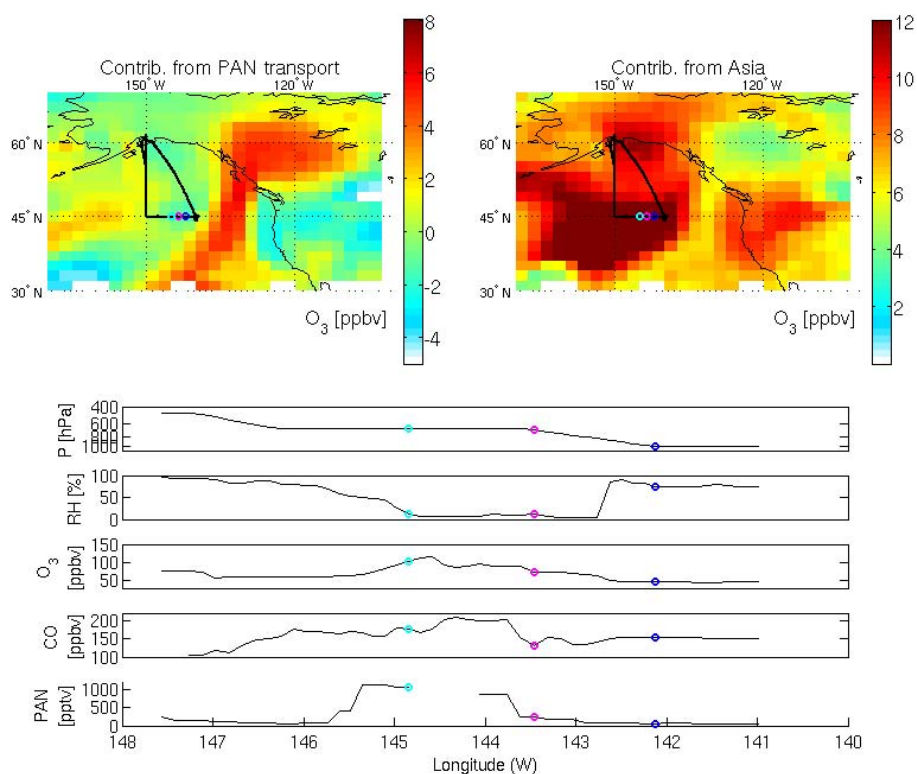 Contrib. from PAN transport
150° W
120° W
60° N
45° N
30° N
O3 [ppbv]
8
6
4
2
0
-2
-4
Contrib. from Asia
150° W
120° W
60° N
45° N
30° N
O3 [ppbv]
12
10
8
6
4
2
P [hPa]
400
600
800
1000
RH [%]
100
50
0
O3 [ppbv]
150
100
50
CO [ppbv]
200
150
100
PAN [pptv]
1000
500
0
148 147 146 145 144 143 142 141 140
Longitude (W)